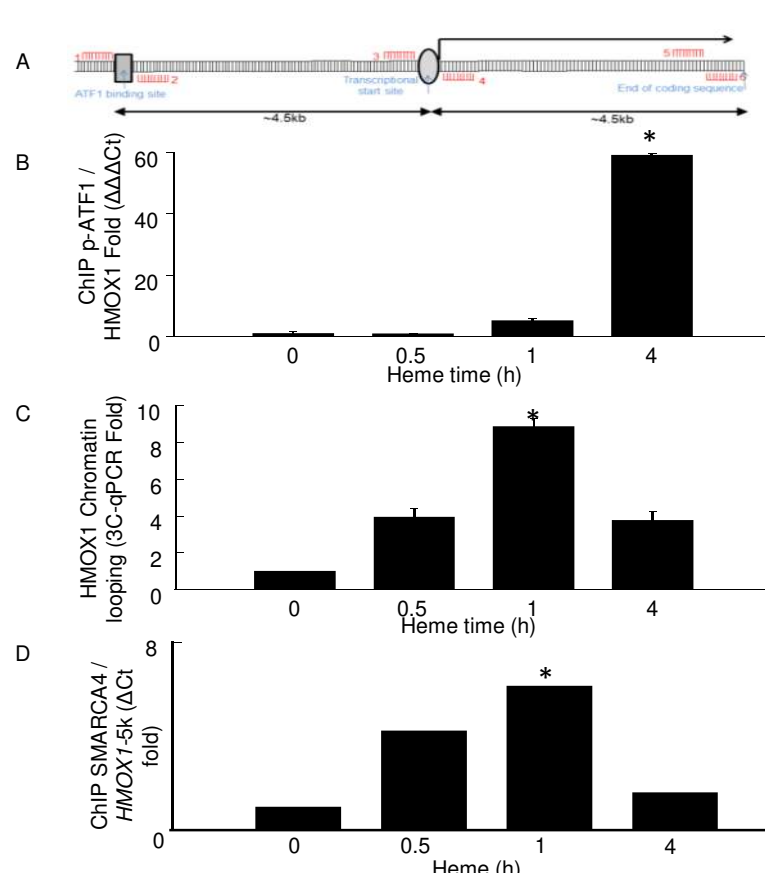 A
1
2
3
4
5
6
ATF1 binding site
Transcriptional
start site
End of coding sequence
~4.5kb
~4.5kb
B
ChIP p-ATF1 /
HMOX1 Fold (ΔΔΔCt)
60
40
20
0
*
0 0.5 1 4
Heme time (h)
C
HMOX1 Chromatin
looping (3C-qPCR Fold)
10
8
6
4
2
0
*
0 0.5 1 4
Heme time (h)
D
ChIP SMARCA4 /
HMOX1-5k (ΔCt
fold)
8
0
*
0 0.5 1 4
Heme (h)